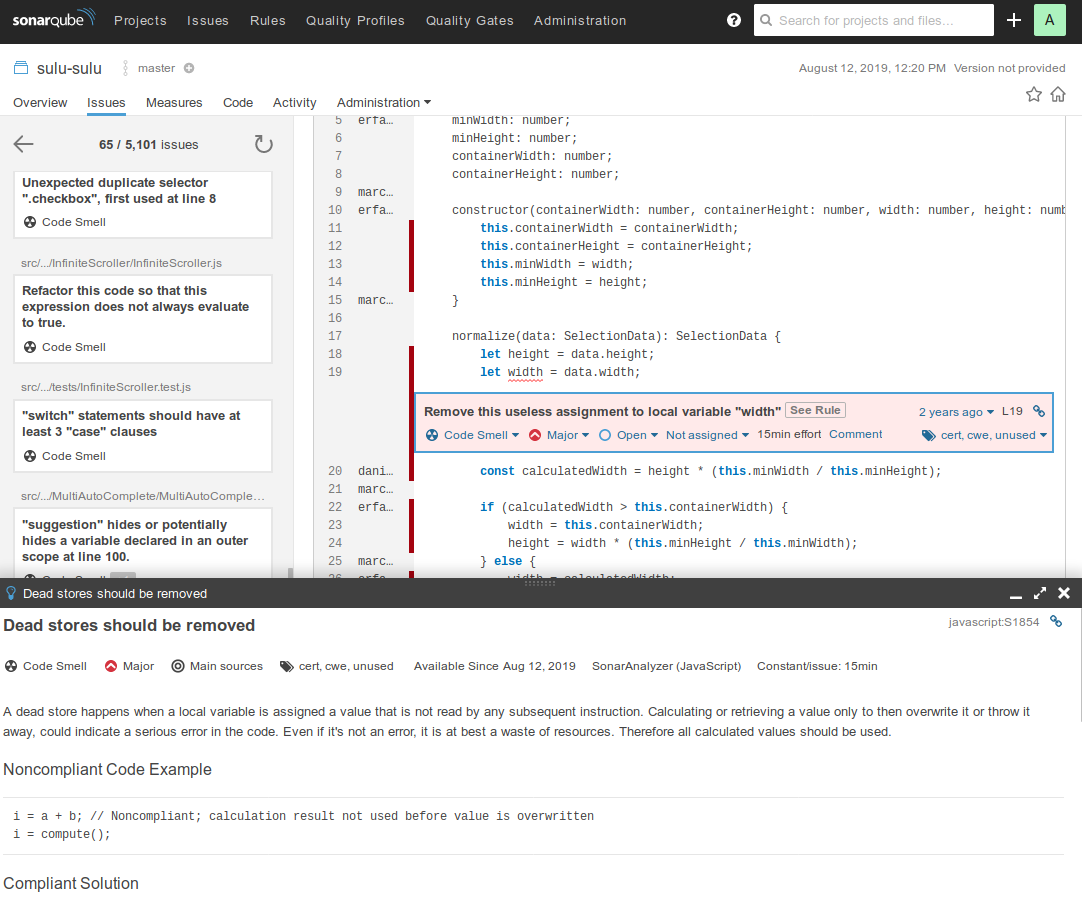 sonarqube Projects Issues Rules Quality Profiles Quality Gates Administration ? Search for projects and files... A
sulu-sulu master August 12, 2019, 12:20 PM Version not provided
Overview Issues Measures Code Activity Administration
65 / 5,101 issues
Unexpected duplicate selector
".checkbox", first used at line 8
Code Smell
src/.../InfiniteScroller/InfiniteScroller.js
Refactor this code so that this
expression does not always evaluate
to true.
Code Smell
src/.../tests/InfiniteScroller.test.js
"switch" statements should have at
least 3 "case" clauses
Code Smell
src/.../MultiAutoComplete/MultiAutoComple...
"suggestion" hides or potentially
hides a variable declared in an outer
scope at line 100.
Code Smell
5 erfa... minWidth: number;
6 minHeight: number;
7 containerWidth: number;
8 containerHeight: number;
9 marc...
10 erfa... constructor(containerWidth: number, containerHeight: number, width: number, height: numb
11 this.containerWidth = containerWidth;
12 this.containerHeight = containerHeight;
13 this.minWidth = width;
14 this.minHeight = height;
15 marc... }
16
17 normalize(data: SelectionData): SelectionData {
18 let height = data.height;
19 let width = data.width;
Remove this useless assignment to local variable "width" See Rule 2 years ago L19
Code Smell Major Open Not assigned 15min effort Comment cert, cwe, unused
20 dani... const calculatedWidth = height * (this.minWidth / this.minHeight);
21 marc...
22 erfa... if (calculatedWidth > this.containerWidth) {
23 width = this.containerWidth;
24 height = width * (this.minHeight / this.minWidth);
25 marc... } else {
26 erfa... width = calculatedWidth;
Dead stores should be removed
Dead stores should be removed javascript:S1854
Code Smell Major Main sources cert, cwe, unused Available Since Aug 12, 2019 SonarAnalyzer (JavaScript) Constant/issue: 15min
A dead store happens when a local variable is assigned a value that is not read by any subsequent instruction. Calculating or retrieving a value only to then overwrite it or throw it
away, could indicate a serious error in the code. Even if it's not an error, it is at best a waste of resources. Therefore all calculated values should be used.
Noncompliant Code Example
i = a + b; // Noncompliant; calculation result not used before value is overwritten
i = compute();
Compliant Solution